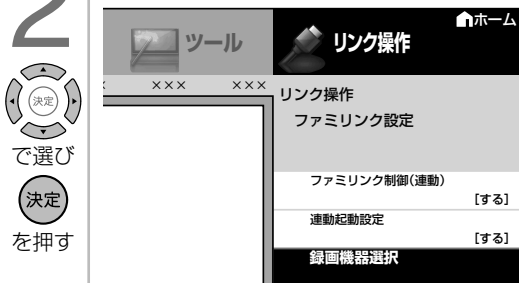 2
決定
で選び
決定
を押す
ホーム
ツール
リンク操作
×××
×××
リンク操作
ファミリンク設定
ファミリンク制御(連動)
[する]
連動起動設定
[する]
録画機器選択